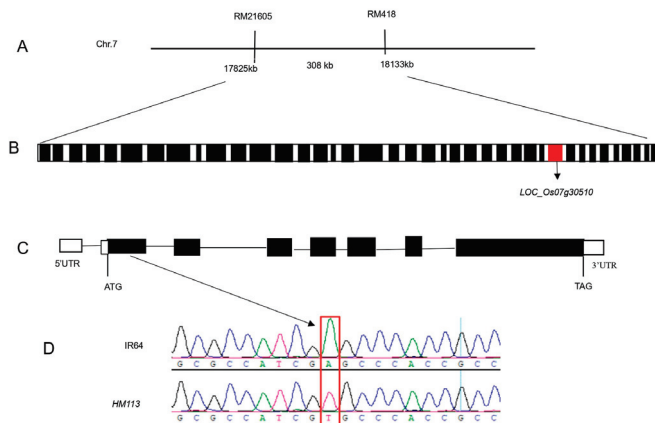 RM21605 RM418
A Chr.7
17825kb 308 kb 18133kb
B
LOC_Os07g30510
C
5'UTR 3'UTR
ATG TAG
D
IR64
G C G C C A T C G A G C C C A C C G C C
HM113
G C G C C A T C G T G C C C A C C G C C